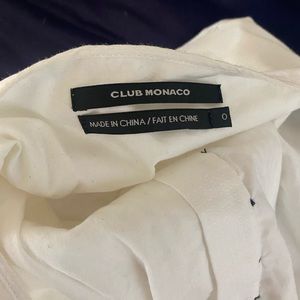 CLUB MONACO
MADE IN CHINA / FAIT EN CHINE
0